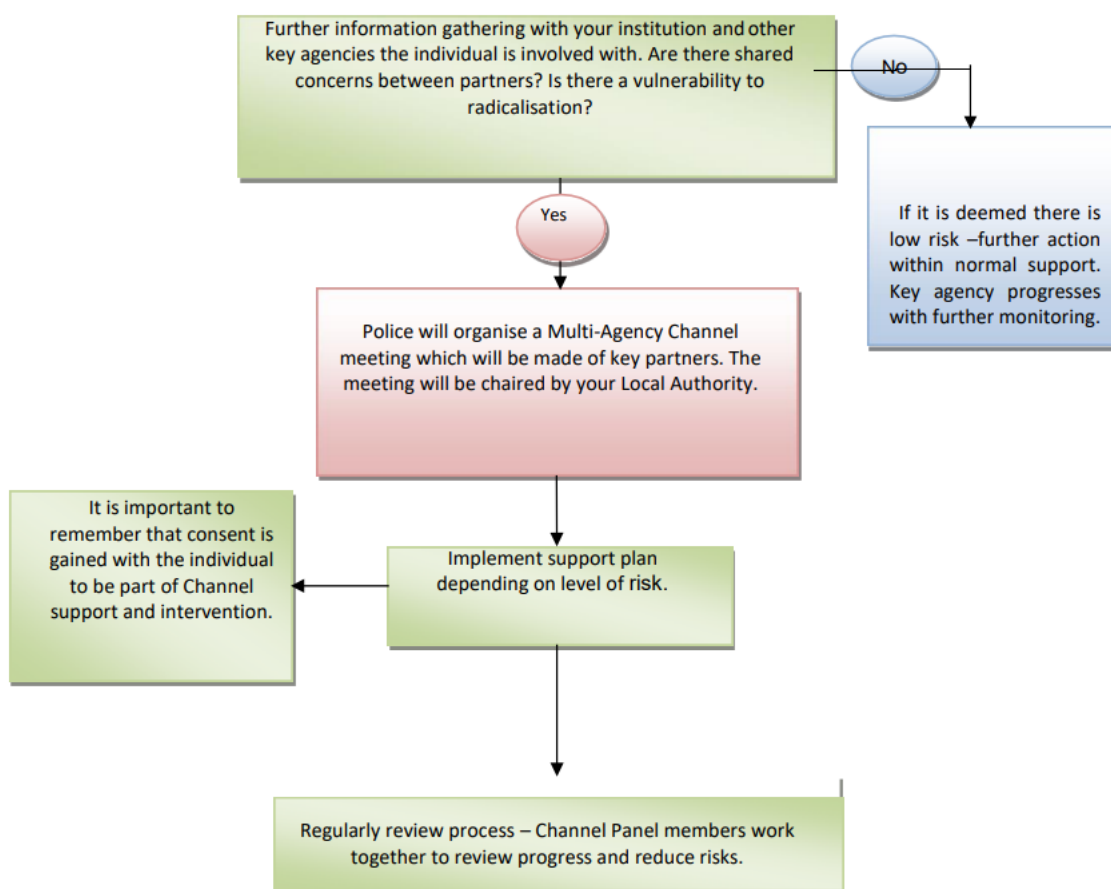 Further information gathering with your institution and other
key agencies the individual is involved with. Are there shared
concerns between partners? Is there a vulnerability to
radicalisation?
No
If it is deemed there is
low risk –further action
within normal support.
Key agency progresses
with further monitoring.
Yes
Police will organise a Multi-Agency Channel
meeting which will be made of key partners. The
meeting will be chaired by your Local Authority.
It is important to
remember that consent is
gained with the individual
to be part of Channel
support and intervention.
Implement support plan
depending on level of risk.
Regularly review process – Channel Panel members work
together to review progress and reduce risks.